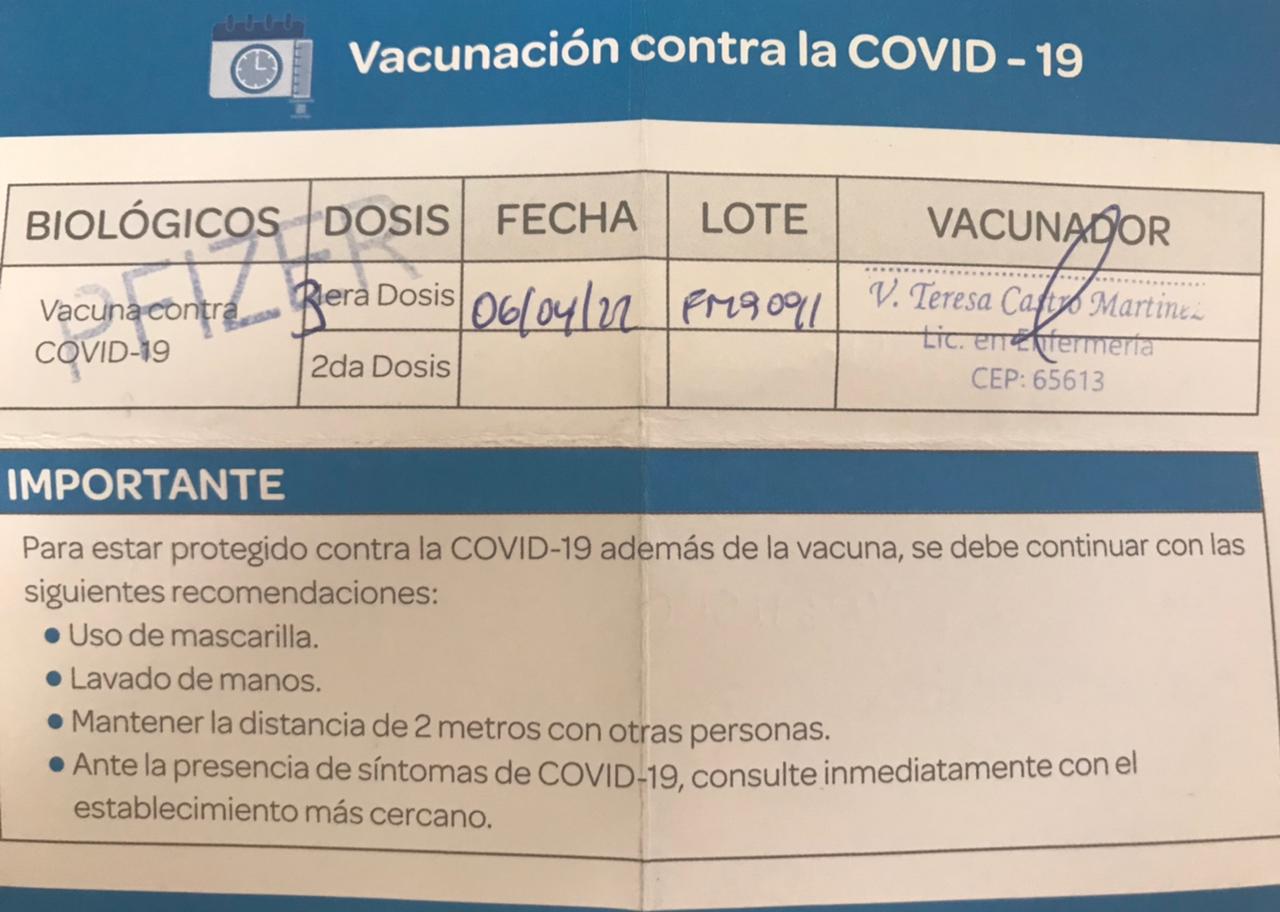 Vacunación contra la COVID - 19
BIOLÓGICOS DOSIS FECHA LOTE VACUNADOR
PFIZER
Vacuna contra
COVID-19
3 1era Dosis 06/04/22 FM9091
V. Teresa Castro Martinez
Lic. en Enfermería
2da Dosis
CEP: 65613
IMPORTANTE
Para estar protegido contra la COVID-19 además de la vacuna, se debe continuar con las
siguientes recomendaciones:
• Uso de mascarilla.
• Lavado de manos.
• Mantener la distancia de 2 metros con otras personas.
• Ante la presencia de síntomas de COVID-19, consulte inmediatamente con el
establecimiento más cercano.